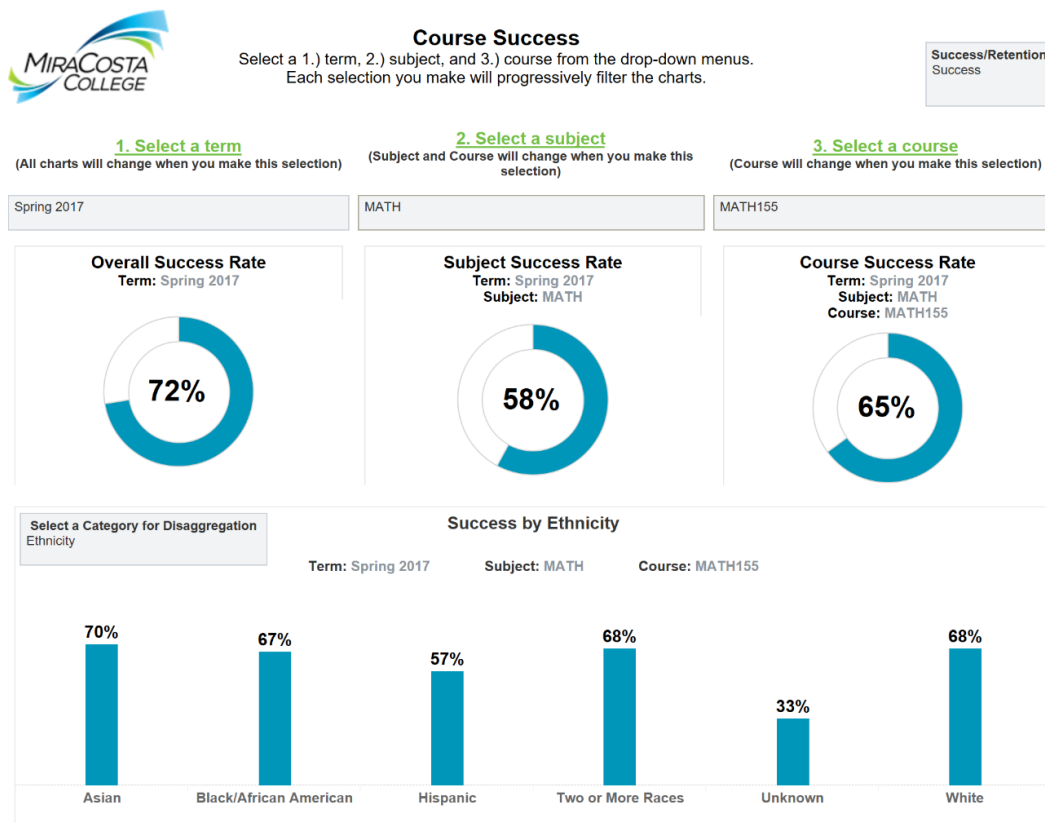 MIRACOSTA
COLLEGE
Course Success
Select a 1.) term, 2.) subject, and 3.) course from the drop-down menus.
Each selection you make will progressively filter the charts.
Success/Retention
Success
1. Select a term
(All charts will change when you make this selection)
2. Select a subject
(Subject and Course will change when you make this
selection)
3. Select a course
(Course will change when you make this selection)
Spring 2017
MATH
MATH155
Overall Success Rate
Term: Spring 2017
72%
Subject Success Rate
Term: Spring 2017
Subject: MATH
58%
Course Success Rate
Term: Spring 2017
Subject: MATH
Course: MATH155
65%
Select a Category for Disaggregation
Ethnicity
Success by Ethnicity
Term: Spring 2017 Subject: MATH Course: MATH155
70% 67% 57% 68% 33% 68%
Asian Black/African American Hispanic Two or More Races Unknown White